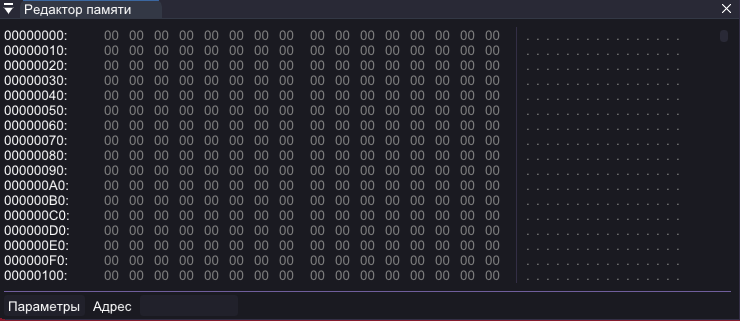 Редактор памяти
00000000: 00 00 00 00 00 00 00 00 00 00 00 00 00 00 00 00 . . . . . . . . . . . . . . . .
00000010: 00 00 00 00 00 00 00 00 00 00 00 00 00 00 00 00 . . . . . . . . . . . . . . . .
00000020: 00 00 00 00 00 00 00 00 00 00 00 00 00 00 00 00 . . . . . . . . . . . . . . . .
00000030: 00 00 00 00 00 00 00 00 00 00 00 00 00 00 00 00 . . . . . . . . . . . . . . . .
00000040: 00 00 00 00 00 00 00 00 00 00 00 00 00 00 00 00 . . . . . . . . . . . . . . . .
00000050: 00 00 00 00 00 00 00 00 00 00 00 00 00 00 00 00 . . . . . . . . . . . . . . . .
00000060: 00 00 00 00 00 00 00 00 00 00 00 00 00 00 00 00 . . . . . . . . . . . . . . . .
00000070: 00 00 00 00 00 00 00 00 00 00 00 00 00 00 00 00 . . . . . . . . . . . . . . . .
00000080: 00 00 00 00 00 00 00 00 00 00 00 00 00 00 00 00 . . . . . . . . . . . . . . . .
00000090: 00 00 00 00 00 00 00 00 00 00 00 00 00 00 00 00 . . . . . . . . . . . . . . . .
000000A0: 00 00 00 00 00 00 00 00 00 00 00 00 00 00 00 00 . . . . . . . . . . . . . . . .
000000B0: 00 00 00 00 00 00 00 00 00 00 00 00 00 00 00 00 . . . . . . . . . . . . . . . .
000000C0: 00 00 00 00 00 00 00 00 00 00 00 00 00 00 00 00 . . . . . . . . . . . . . . . .
000000D0: 00 00 00 00 00 00 00 00 00 00 00 00 00 00 00 00 . . . . . . . . . . . . . . . .
000000E0: 00 00 00 00 00 00 00 00 00 00 00 00 00 00 00 00 . . . . . . . . . . . . . . . .
000000F0: 00 00 00 00 00 00 00 00 00 00 00 00 00 00 00 00 . . . . . . . . . . . . . . . .
00000100: 00 00 00 00 00 00 00 00 00 00 00 00 00 00 00 00 . . . . . . . . . . . . . . . .
Параметры Адрес